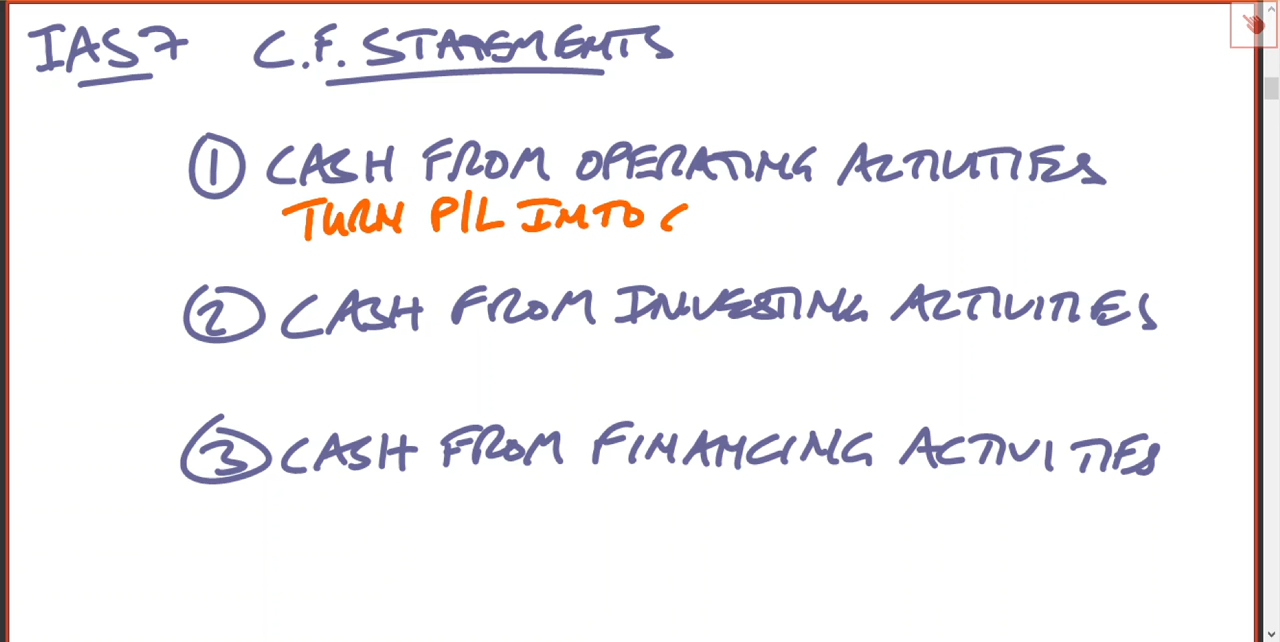 IAS7 C.F. STATEMENTS
① CASH FROM OPERATING ACTIVITIES
TURN P/L INTO C
② CASH FROM INVESTING ACTIVITIES
③ CASH FROM FINANCING ACTIVITIES